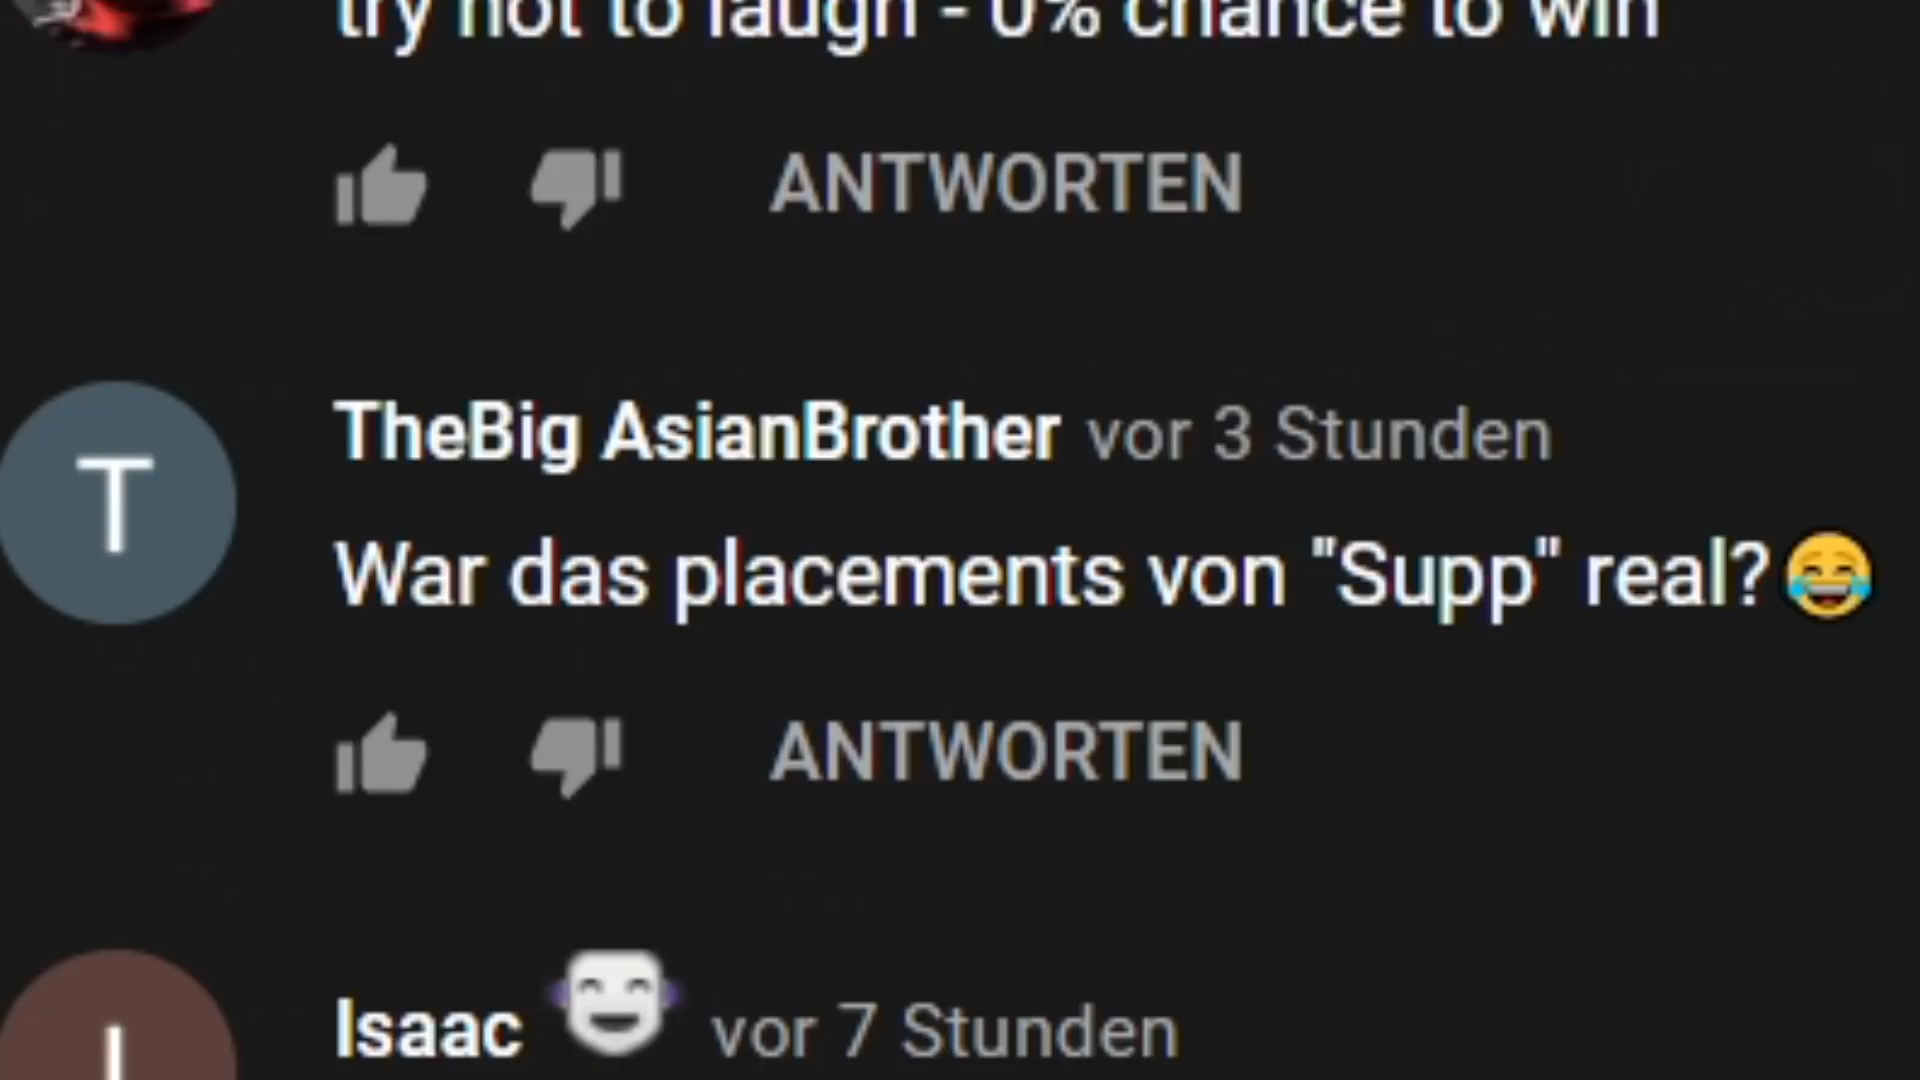 try not to laugh - 0% chance to win
ANTWORTEN
T
TheBig AsianBrother vor 3 Stunden
War das placements von "Supp" real?😂
ANTWORTEN
I
Isaac vor 7 Stunden